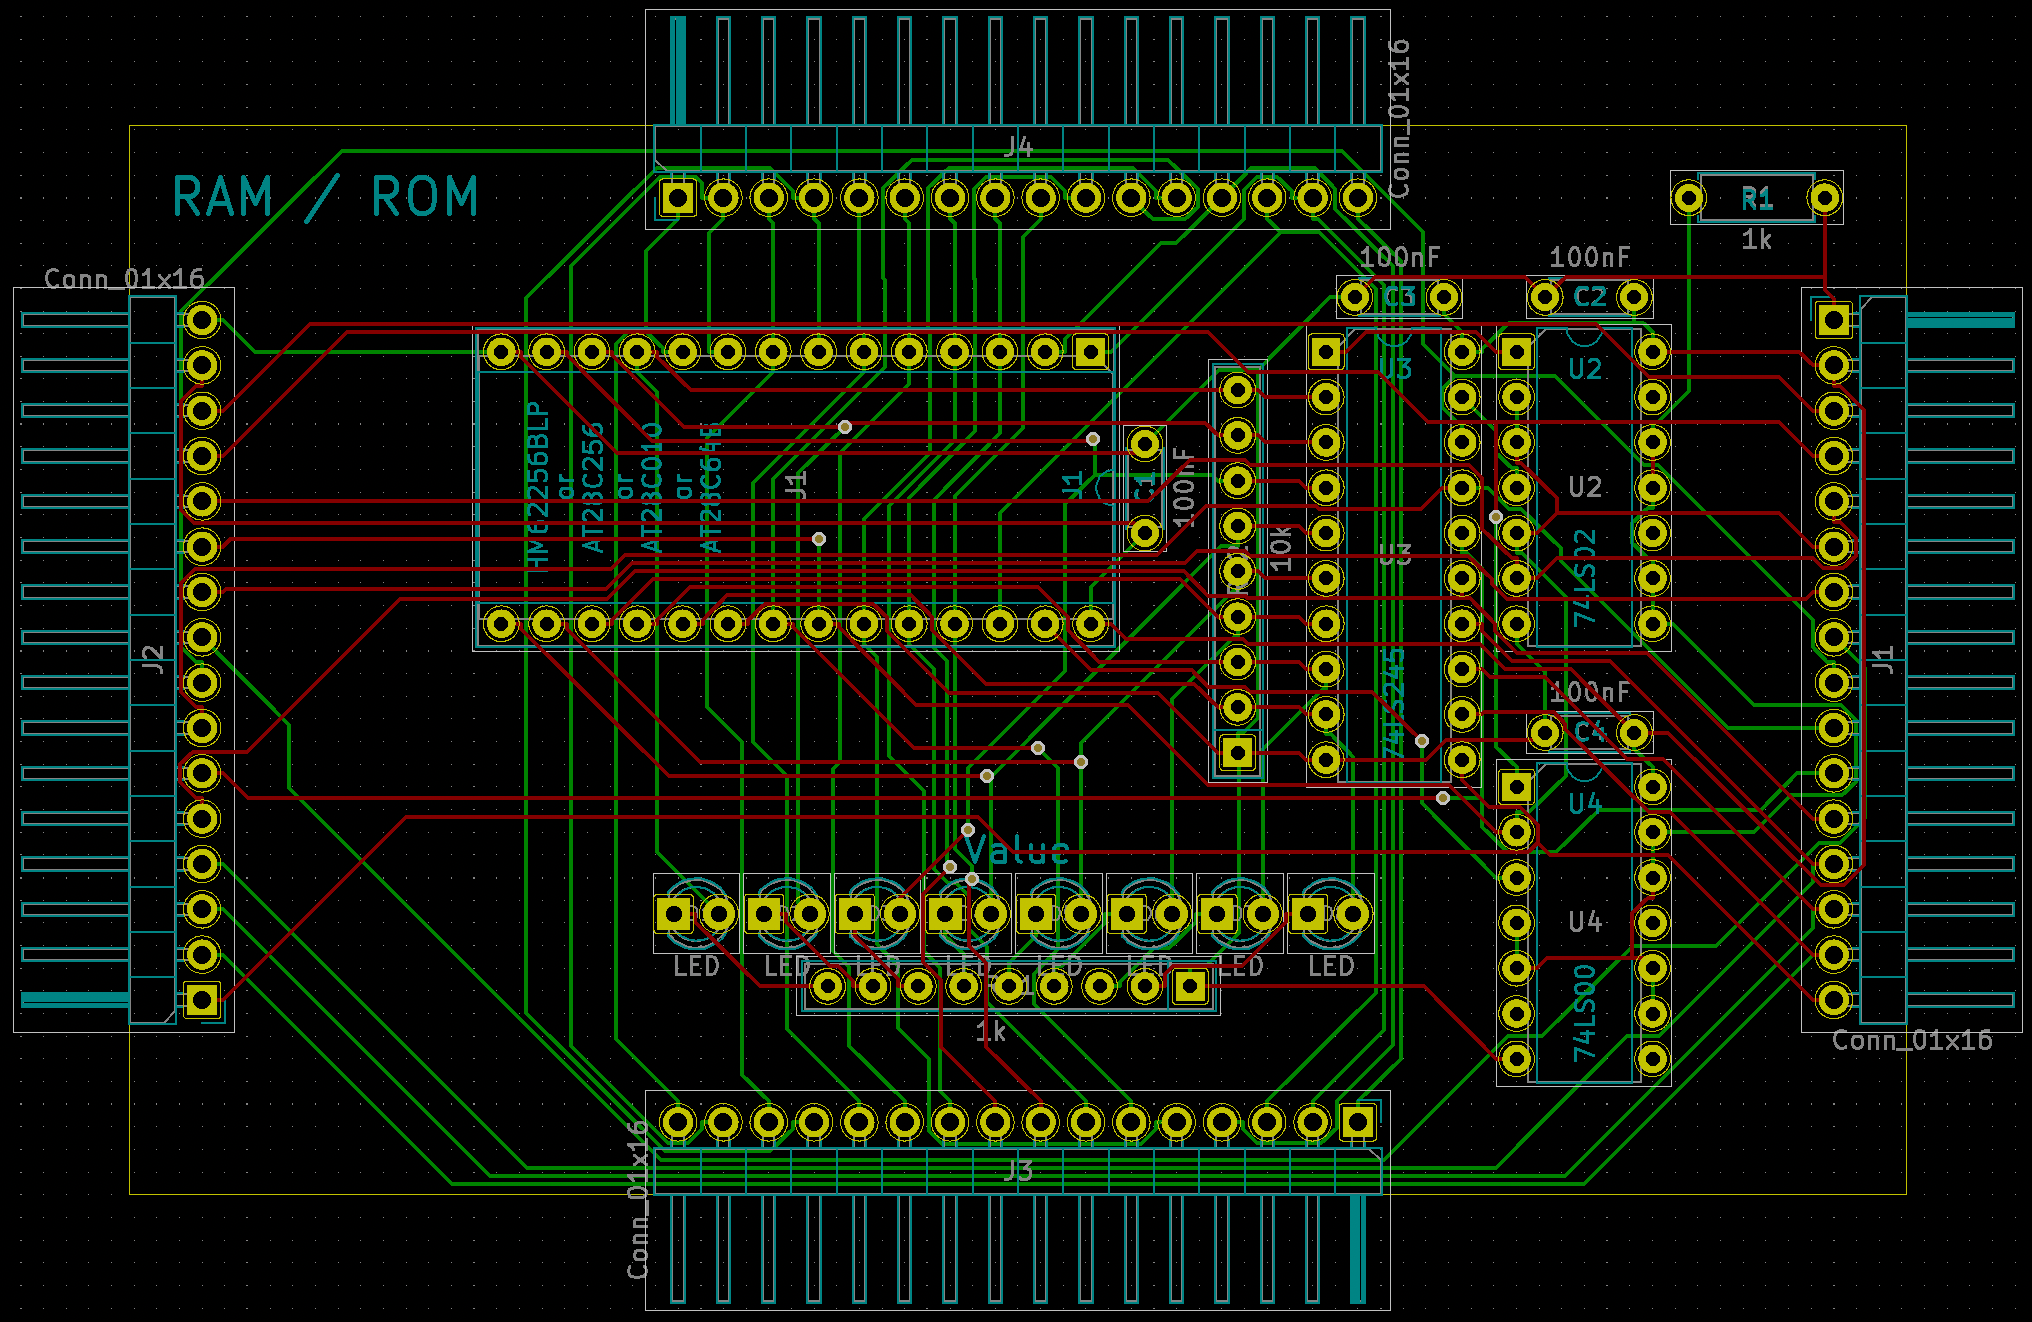 J4
Conn_01x16
RAM / ROM
R1
1k
100nF
100nF
C3
C2
Conn_01x16
U3
U2
HM62256BLP
or
AT28C256
or
AT28C010
or
AT28C64B
J1
J1
C1
100nF
10k
U3
U2
74LS02
74LS245
J2
J1
100nF
C4
U4
Value
U4
LED
LED
LED
LED
LED
LED
LED
LED
1k
74LS00
Conn_01x16
J3
Conn_01x16